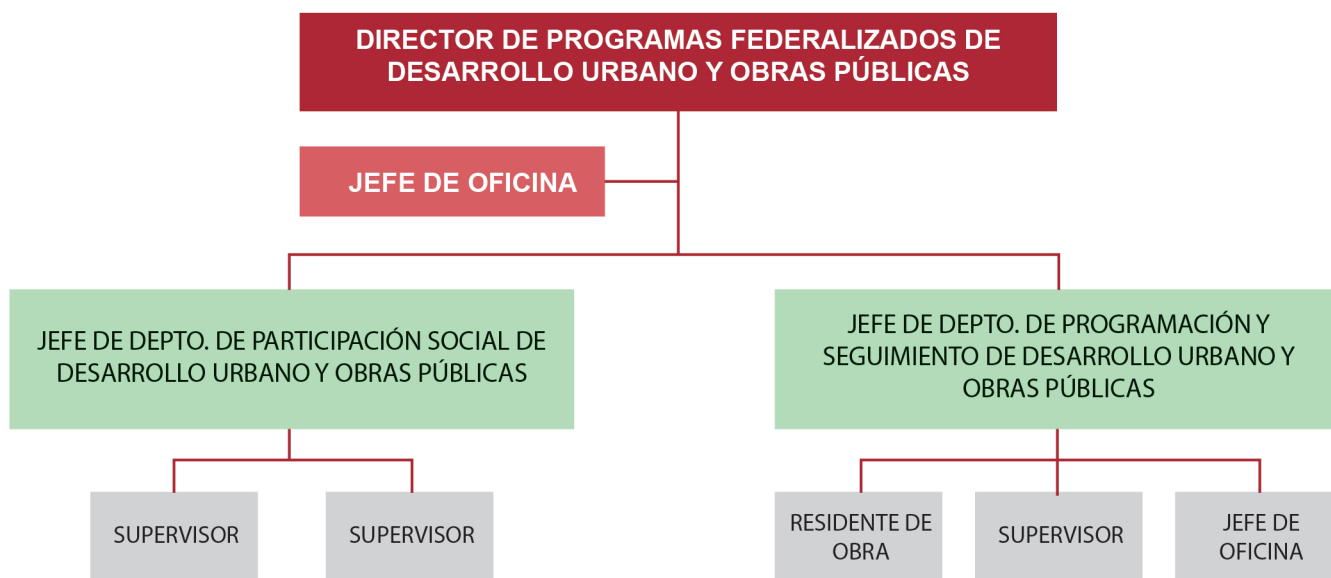 DIRECTOR DE PROGRAMAS FEDERALIZADOS DE
DESARROLLO URBANO Y OBRAS PÚBLICAS
JEFE DE OFICINA
JEFE DE DEPTO. DE PARTICIPACIÓN SOCIAL DE
DESARROLLO URBANO Y OBRAS PÚBLICAS
JEFE DE DEPTO. DE PROGRAMACIÓN Y
SEGUIMIENTO DE DESARROLLO URBANO Y
OBRAS PÚBLICAS
SUPERVISOR
SUPERVISOR
RESIDENTE DE
OBRA
SUPERVISOR
JEFE DE
OFICINA